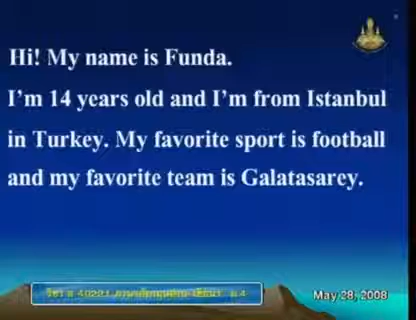 Hi! My name is Funda.
I'm 14 years old and I'm from Istanbul
in Turkey. My favorite sport is football
and my favorite team is Galatasarey.
May 28, 2008